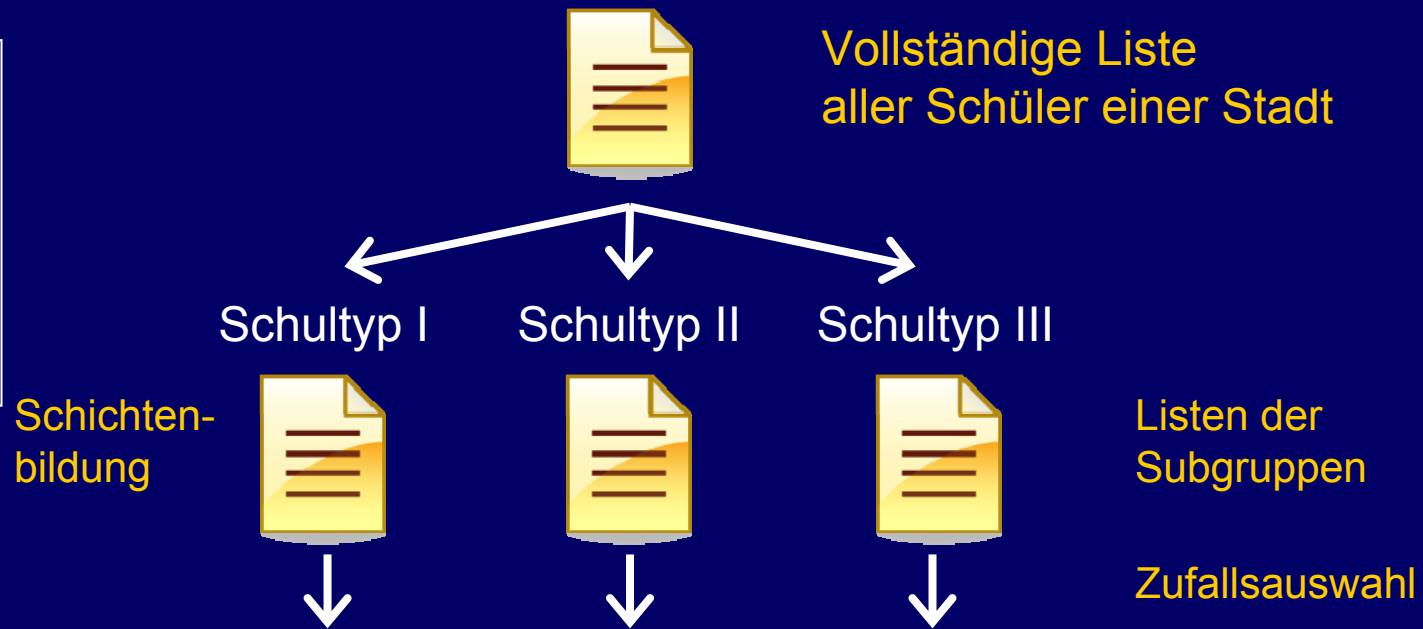 Vollständige Liste
aller Schüler einer Stadt
Schultyp I
Schultyp II
Schultyp III
Schichten-
bildung
Listen der
Subgruppen
Zufallsauswahl